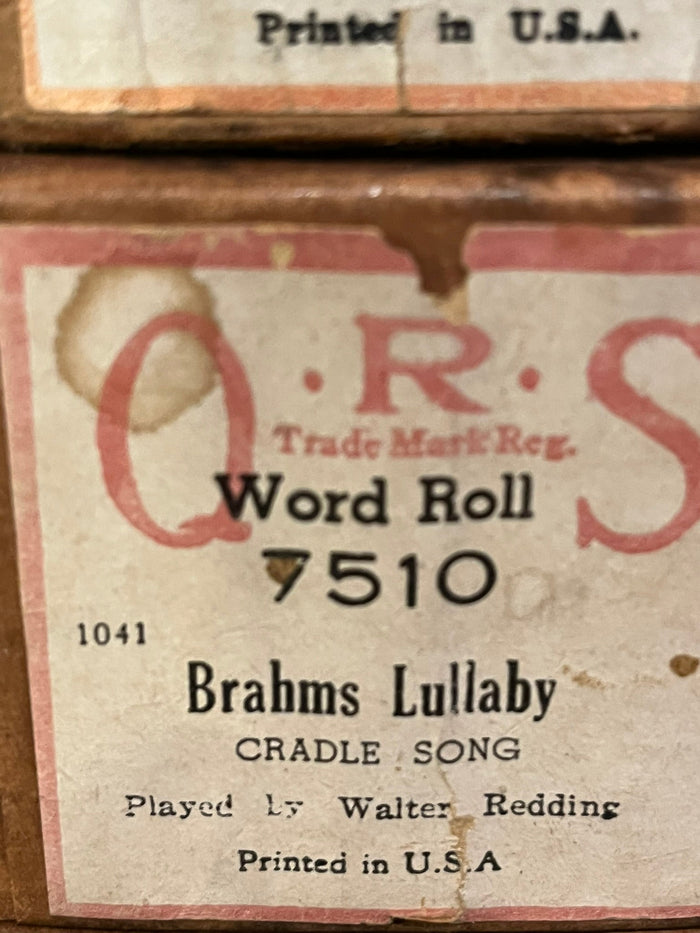 Printed in U.S.A.
Q·R·S
Trade Mark Reg.
Word Roll
7510
1041
Brahms Lullaby
CRADLE SONG
Played by Walter Redding
Printed in U.S.A